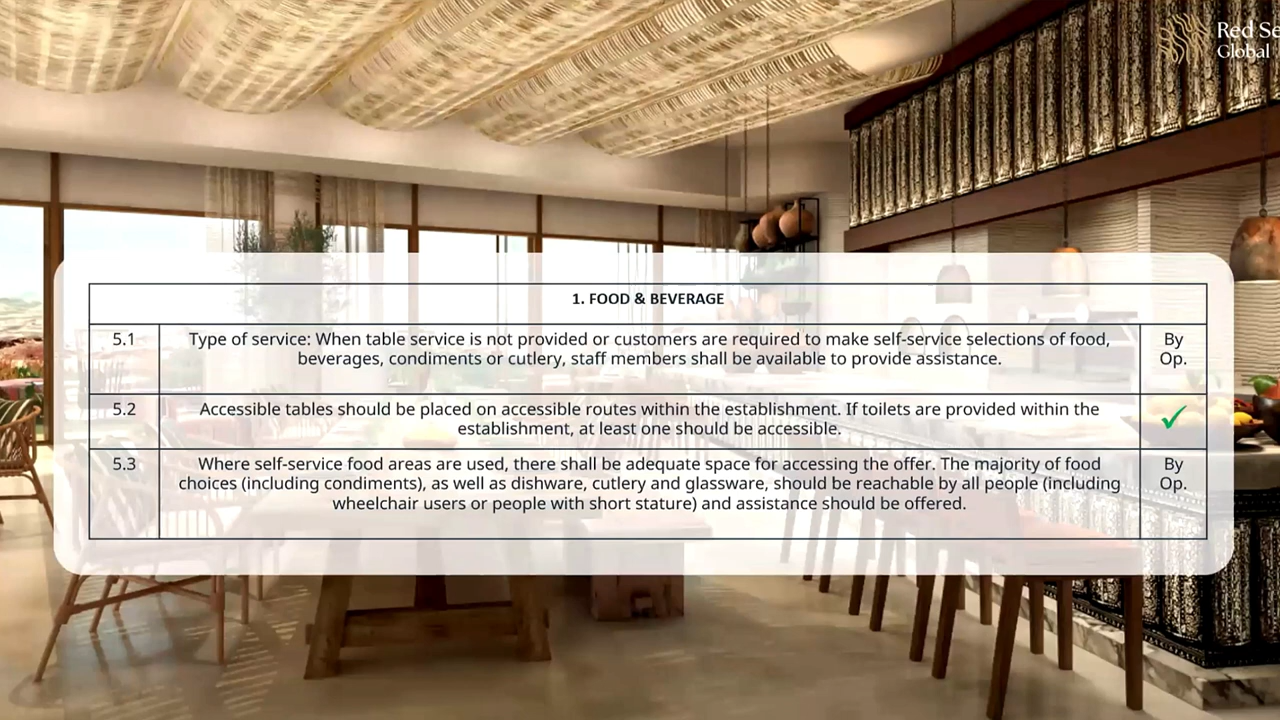 Red Se
Global
1. FOOD & BEVERAGE
5.1
Type of service: When table service is not provided or customers are required to make self-service selections of food,
beverages, condiments or cutlery, staff members shall be available to provide assistance.
By
Op.
5.2
Accessible tables should be placed on accessible routes within the establishment. If toilets are provided within the
establishment, at least one should be accessible.
✓
5.3
Where self-service food areas are used, there shall be adequate space for accessing the offer. The majority of food
choices (including condiments), as well as dishware, cutlery and glassware, should be reachable by all people (including
wheelchair users or people with short stature) and assistance should be offered.
By
Op.